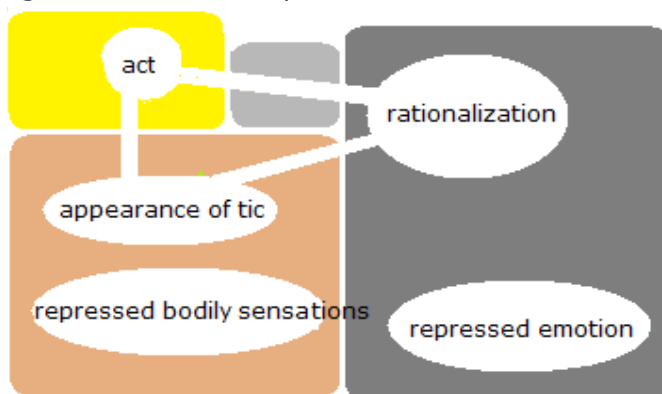 act
rationalization
appearance of tic
repressed bodily sensations
repressed emotion